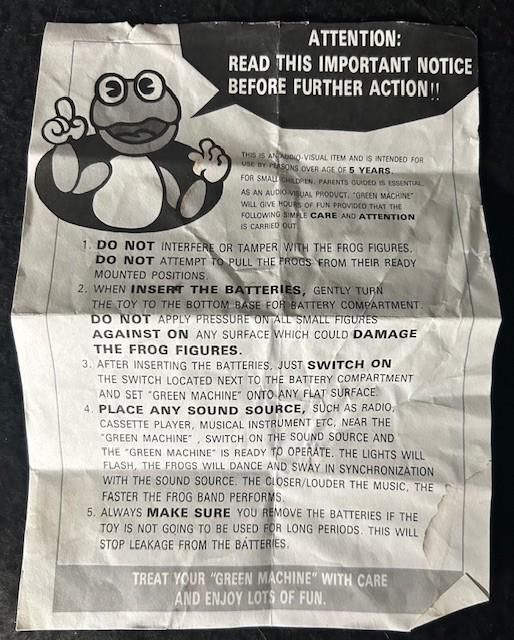 ATTENTION:
READ THIS IMPORTANT NOTICE
BEFORE FURTHER ACTION!!
THIS IS AN AUDIO-VISUAL ITEM AND IS INTENDED FOR
USE BY PEASONS OVER AGE OF 5 YEARS.
FOR SMALL CHILDREN, PARENTS GUIDED IS ESSENTIAL
AS AN AUDIO-VISUAL PRODUCT, "GREEN MACHINE"
WILL GIVE HOURS OF FUN PROVIDED THAT THE
FOLLOWING SIMPLE CARE AND ATTENTION
IS CARRIED OUT.
1. DO NOT INTERFERE OR TAMPER WITH THE FROG FIGURES.
DO NOT ATTEMPT TO PULL THE FROGS FROM THEIR READY
MOUNTED POSITIONS.
2. WHEN INSERT THE BATTERIES, GENTLY TURN
THE TOY TO THE BOTTOM BASE FOR BATTERY COMPARTMENT.
DO NOT APPLY PRESSURE ON ALL SMALL FIGURES
AGAINST ON ANY SURFACE WHICH COULD DAMAGE
THE FROG FIGURES.
3. AFTER INSERTING THE BATTERIES, JUST SWITCH ON
THE SWITCH LOCATED NEXT TO THE BATTERY COMPARTMENT
AND SET "GREEN MACHINE" ONTO ANY FLAT SURFACE.
4. PLACE ANY SOUND SOURCE, SUCH AS RADIO,
CASSETTE PLAYER, MUSICAL INSTRUMENT ETC, NEAR THE
"GREEN MACHINE" , SWITCH ON THE SOUND SOURCE AND
THE "GREEN MACHINE" IS READY TO OPERATE. THE LIGHTS WILL
FLASH, THE FROGS WILL DANCE AND SWAY IN SYNCHRONIZATION
WITH THE SOUND SOURCE. THE CLOSER/LOUDER THE MUSIC, THE
FASTER THE FROG BAND PERFORMS.
5. ALWAYS MAKE SURE YOU REMOVE THE BATTERIES IF THE
TOY IS NOT GOING TO BE USED FOR LONG PERIODS. THIS WILL
STOP LEAKAGE FROM THE BATTERIES.
TREAT YOUR "GREEN MACHINE" WITH CARE
AND ENJOY LOTS OF FUN.